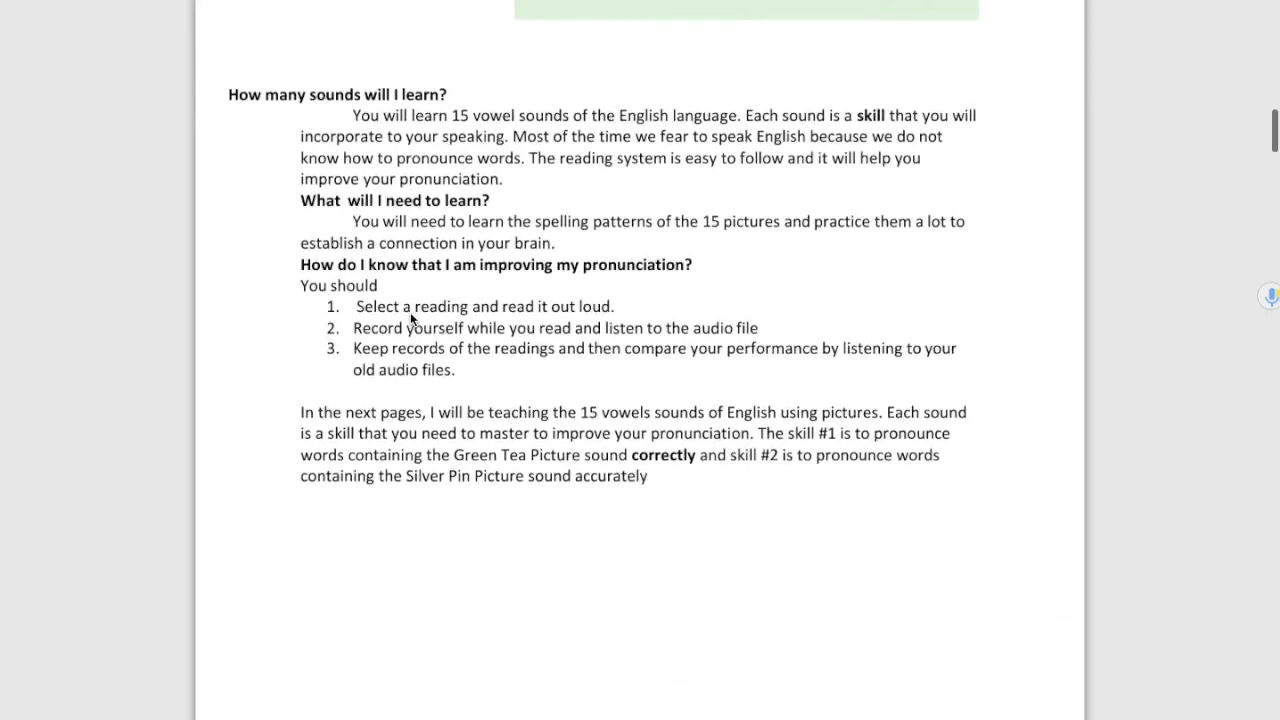 How many sounds will I learn?
You will learn 15 vowel sounds of the English language. Each sound is a skill that you will
incorporate to your speaking. Most of the time we fear to speak English because we do not
know how to pronounce words. The reading system is easy to follow and it will help you
improve your pronunciation.
What  will I need to learn?
You will need to learn the spelling patterns of the 15 pictures and practice them a lot to
establish a connection in your brain.
How do I know that I am improving my pronunciation?
You should
1. Select a reading and read it out loud.
2. Record yourself while you read and listen to the audio file
3. Keep records of the readings and then compare your performance by listening to your
old audio files.
In the next pages, I will be teaching the 15 vowels sounds of English using pictures. Each sound
is a skill that you need to master to improve your pronunciation. The skill #1 is to pronounce
words containing the Green Tea Picture sound correctly and skill #2 is to pronounce words
containing the Silver Pin Picture sound accurately